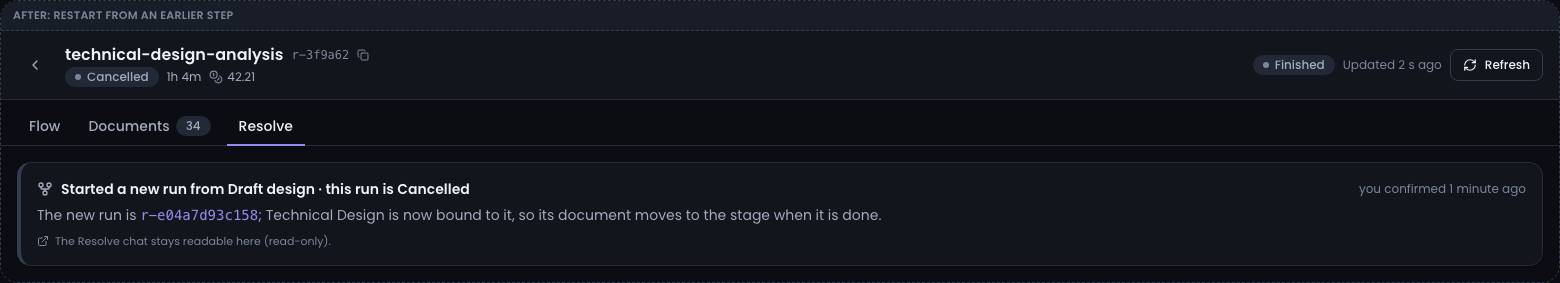 AFTER: RESTART FROM AN EARLIER STEP
technical-design-analysis r-3f9a62
Cancelled 1h 4m 42.21
Finished Updated 2 s ago Refresh
Flow Documents 34 Resolve
Started a new run from Draft design · this run is Cancelled
you confirmed 1 minute ago
The new run is r-e04a7d93c158; Technical Design is now bound to it, so its document moves to the stage when it is done.
The Resolve chat stays readable here (read-only).